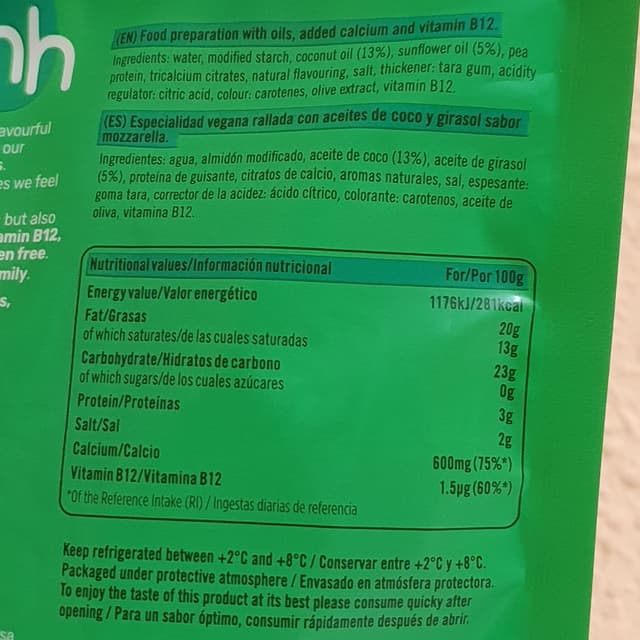 nh
avourful
our
s.
es we feel
but also
amin B12,
en free.
mily.
s,
sa
(EN) Food preparation with oils, added calcium and vitamin B12.
Ingredients: water, modified starch, coconut oil (13%), sunflower oil (5%), pea
protein, tricalcium citrates, natural flavouring, salt, thickener: tara gum, acidity
regulator: citric acid, colour: carotenes, olive extract, vitamin B12.
(ES) Especialidad vegana rallada con aceites de coco y girasol sabor
mozzarella.
Ingredientes: agua, almidón modificado, aceite de coco (13%), aceite de girasol
(5%), proteína de guisante, citratos de calcio, aromas naturales, sal, espesante:
goma tara, corrector de la acidez: ácido cítrico, colorante: carotenos, aceite de
oliva, vitamina B12.
Nutritional values/Información nutricional For/Por 100g
Energy value/Valor energético 1176kJ/281kcal
Fat/Grasas 20g
of which saturates/de las cuales saturadas 13g
Carbohydrate/Hidratos de carbono 23g
of which sugars/de los cuales azúcares 0g
Protein/Proteínas 3g
Salt/Sal 2g
Calcium/Calcio 600mg (75%*)
Vitamin B12/Vitamina B12 1.5µg (60%*)
*Of the Reference Intake (RI) / Ingestas diarias de referencia
Keep refrigerated between +2°C and +8°C / Conservar entre +2°C y +8°C.
Packaged under protective atmosphere / Envasado en atmósfera protectora.
To enjoy the taste of this product at its best please consume quicky after
opening / Para un sabor óptimo, consumir rápidamente después de abrir.